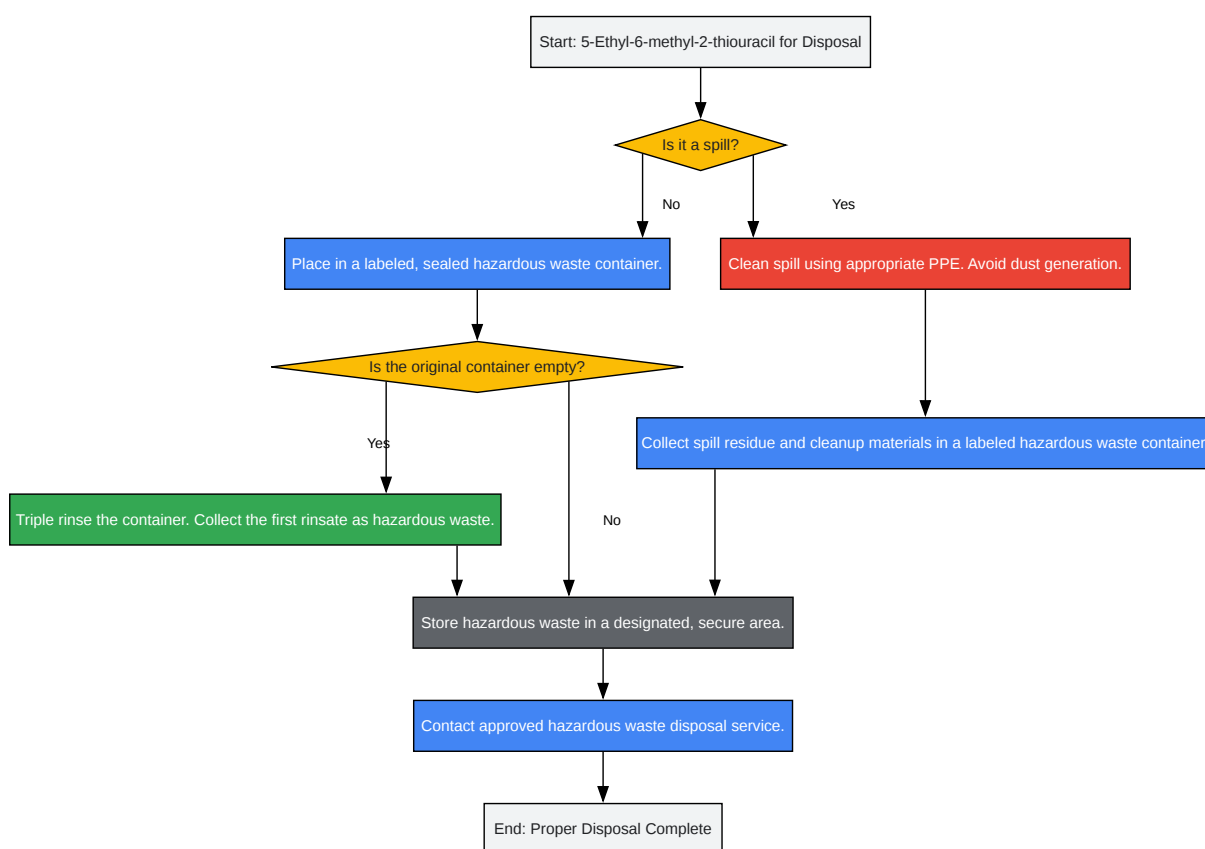 Start: 5-Ethyl-6-methyl-2-thiouracil for Disposal
Is it a spill?
No
Yes
Place in a labeled, sealed hazardous waste container.
Clean spill using appropriate PPE. Avoid dust generation.
Is the original container empty?
Yes
Collect spill residue and cleanup materials in a labeled hazardous waste container
Triple rinse the container. Collect the first rinsate as hazardous waste.
No
Store hazardous waste in a designated, secure area.
Contact approved hazardous waste disposal service.
End: Proper Disposal Complete